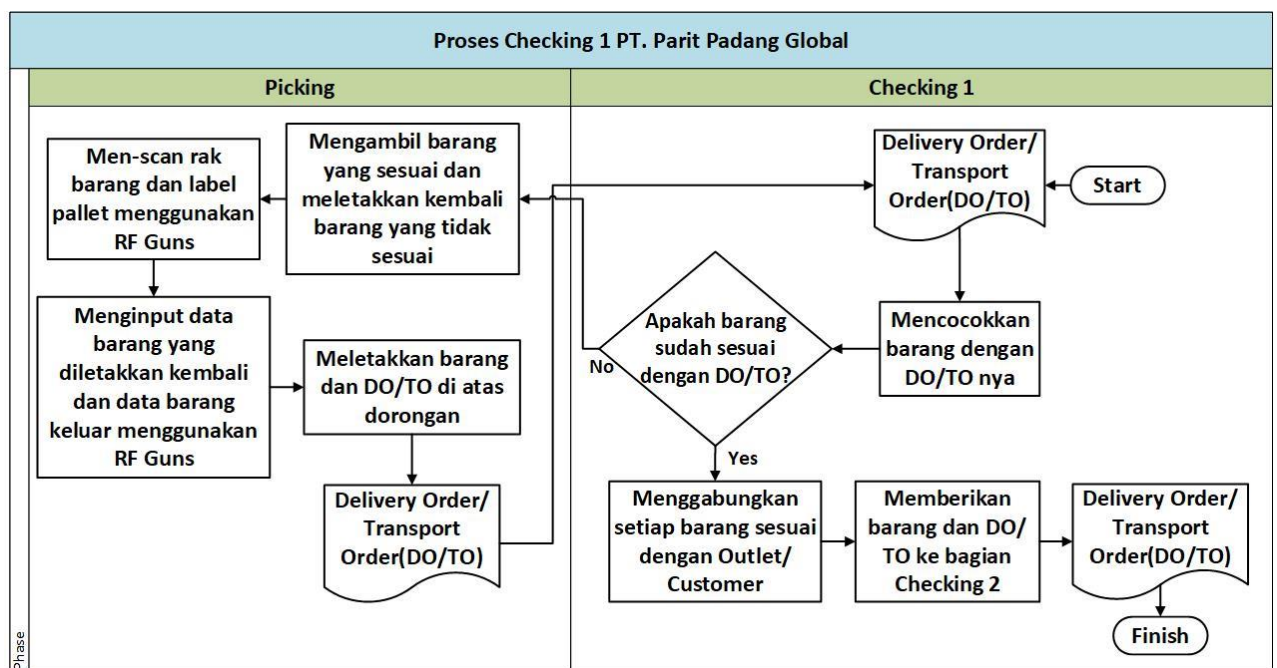 Proses Checking 1 PT. Parit Padang Global
Picking
Checking 1
Men-scan rak
barang dan label
pallet menggunakan
RF Guns
Mengambil barang
yang sesuai dan
meletakkan kembali
barang yang tidak
sesuai
Delivery Order/
Transport
Order(DO/TO)
Start
Menginput data
barang yang
diletakkan kembali
dan data barang
keluar menggunakan
RF Guns
Meletakkan barang
dan DO/TO di atas
dorongan
Apakah barang
sudah sesuai
dengan DO/TO?
No
Yes
Mencocokkan
barang dengan
DO/TO nya
Delivery Order/
Transport
Order(DO/TO)
Menggabungkan
setiap barang sesuai
dengan Outlet/
Customer
Memberikan
barang dan DO/
TO ke bagian
Checking 2
Delivery Order/
Transport
Order(DO/TO)
Finish
Phase